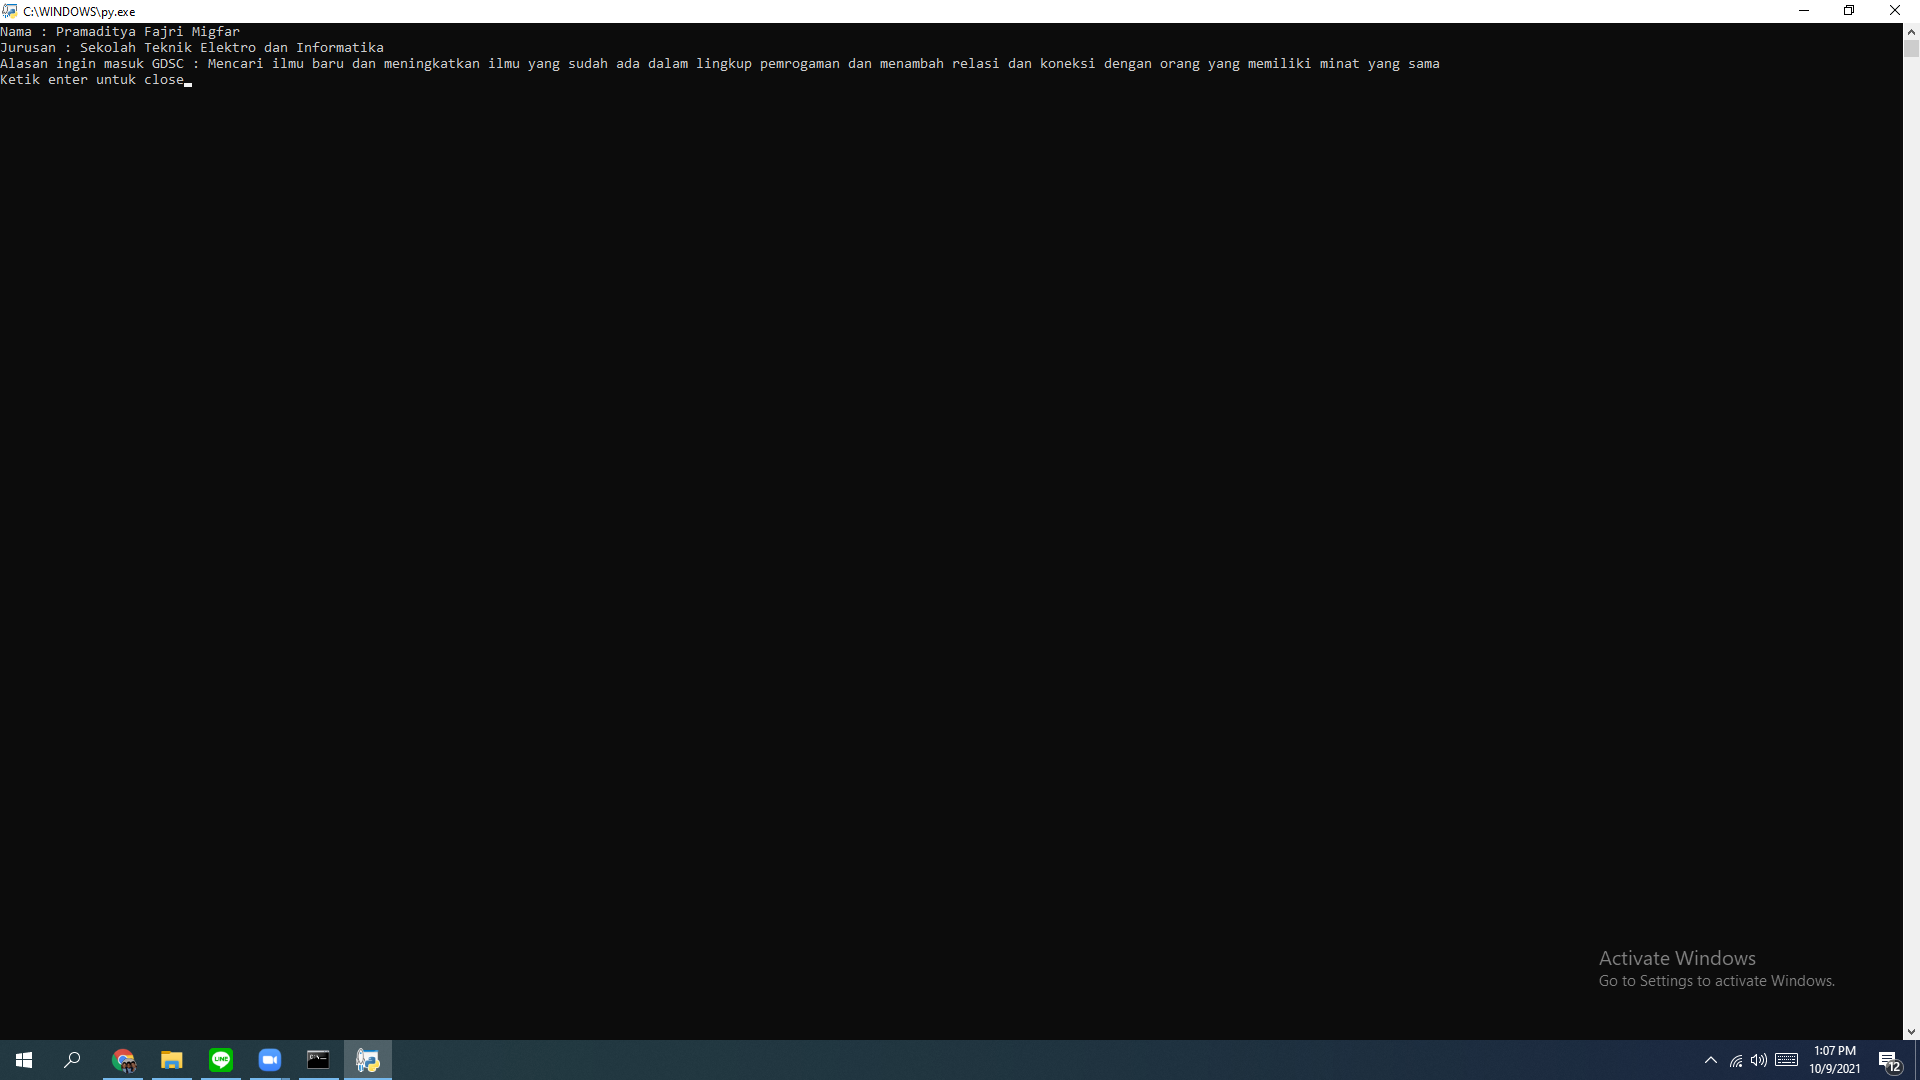 C:\WINDOWS\py.exe
Nama : Pramaditya Fajri Migfar
Jurusan : Sekolah Teknik Elektro dan Informatika
Alasan ingin masuk GDSC : Mencari ilmu baru dan meningkatkan ilmu yang sudah ada dalam lingkup pemrogaman dan menambah relasi dan koneksi dengan orang yang memiliki minat yang sama
Ketik enter untuk close
Activate Windows
Go to Settings to activate Windows.
LINE
C:\_
1:07 PM
10/9/2021
12